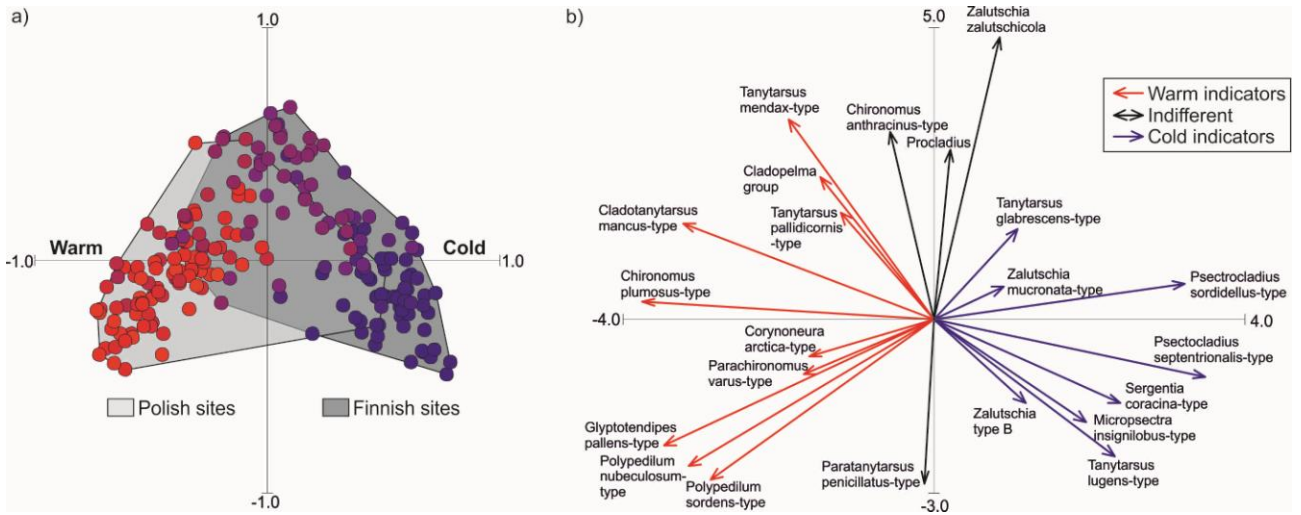 a)
1.0
Warm
Cold
-1.0
1.0
-1.0
Polish sites
Finnish sites
b)
5.0
Zalutschia
zalutschicola
Warm indicators
Indifferent
Cold indicators
Tanytarsus
mendax-type
Chironomus
anthracinus-type
Procladius
Cladopelma
group
Tanytarsus
pallidicornis
-type
Cladotanytarsus
mancus-type
Tanytarsus
glabrescens-type
Chironomus
plumosus-type
Zalutschia
mucronata-type
Psectrocladius
sordidellus-type
-4.0
4.0
Corynoneura
arctica-type
Parachironomus
varus-type
Psectocladius
septentrionalis-type
Sergentia
coracina-type
Zalutschia
type B
Micropsectra
insignilobus-type
Glyptotendipes
pallens-type
Polypedilum
nubeculosum-
type
Polypedilum
sordens-type
Paratanytarsus
penicillatus-type
Tanytarsus
lugens-type
-3.0